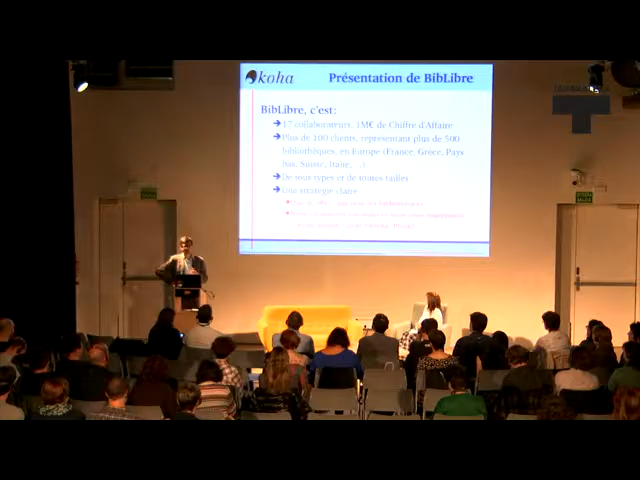 koha
Présentation de BibLibre
BibLibre, c'est:
17 collaborateurs, 1M€ de Chiffre d'Affaire
Plus de 100 clients, représentant plus de 500
bibliothèques, en Europe (France, Grèce, Pays
bas, Suisse, Italie, ...)
De tous types et de toutes tailles
Une stratégie claire